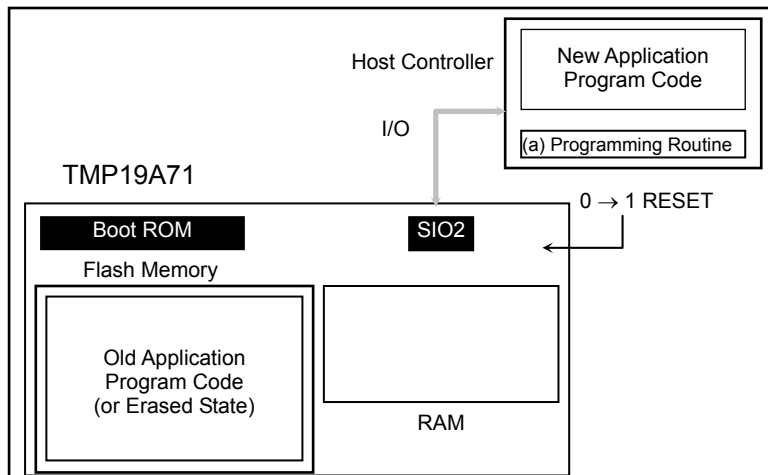 Host Controller
New Application
Program Code
I/O
(a) Programming Routine
TMP19A71
0 → 1 RESET
Boot ROM
SIO2
Flash Memory
Old Application
Program Code
(or Erased State)
RAM